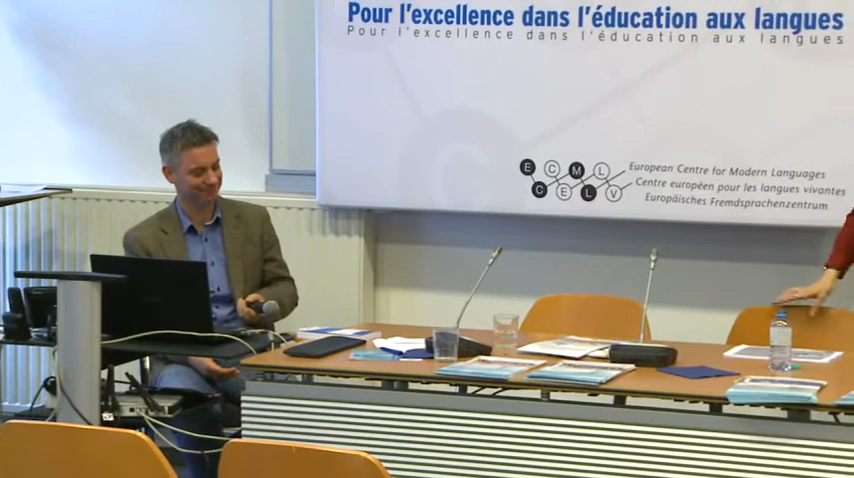 Pour l'excellence dans l'éducation aux langues
Pour l'excellence dans l'éducation aux langues
E C M L
C E L V
European Centre for Modern Languages
Centre européen pour les langues vivantes
Europäisches Fremdsprachenzentrum